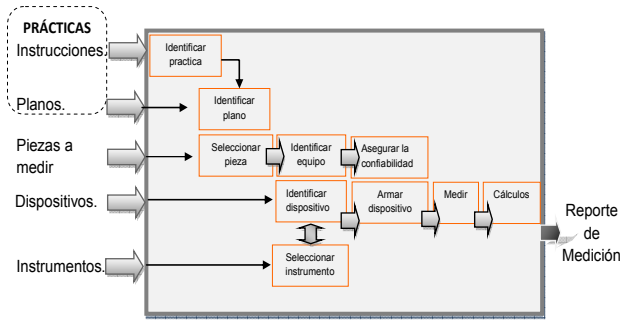 PRÁCTICAS
Instrucciones.
Identificar
practica
Planos.
Identificar
plano
Piezas a
medir
Seleccionar
pieza
Identificar
equipo
Asegurar la
confiabilidad
Dispositivos.
Identificar
dispositivo
Armar
dispositivo
Medir
Cálculos
Reporte
de
Medición
Instrumentos.
Seleccionar
instrumento